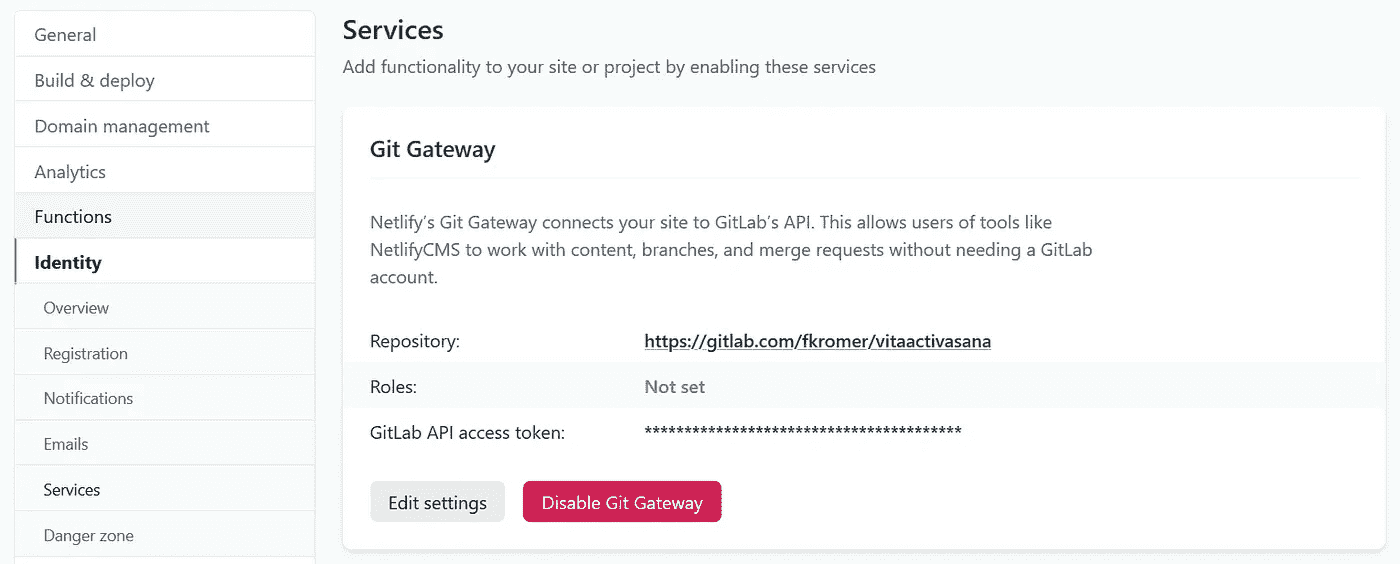 General
Build & deploy
Domain management
Analytics
Functions
Identity
Overview
Registration
Notifications
Emails
Services
Danger zone
Services
Add functionality to your site or project by enabling these services
Git Gateway
Netlify’s Git Gateway connects your site to GitLab’s API. This allows users of tools like
NetlifyCMS to work with content, branches, and merge requests without needing a GitLab
account.
Repository: https://gitlab.com/fkromer/vitaactivasana
Roles: Not set
GitLab API access token: ****************************************
Edit settings Disable Git Gateway